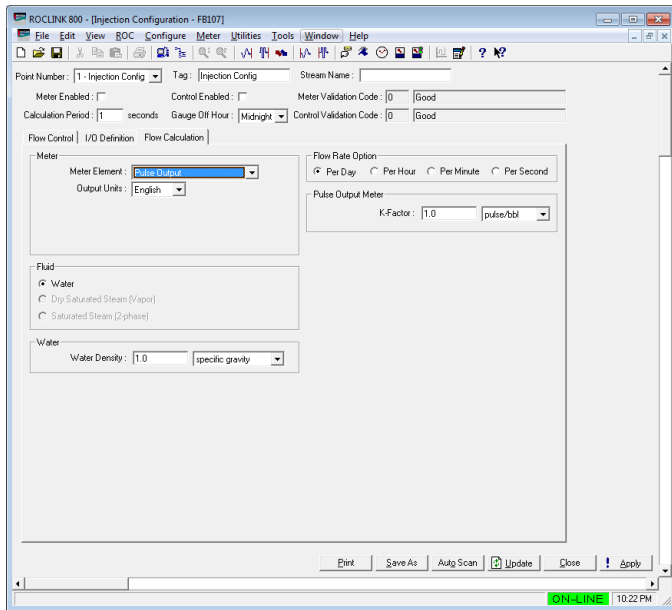 ROCLINK 800 - [Injection Configuration - FB107]
File Edit View ROC Configure Meter Utilities Tools Window Help
Point Number : 1 - Injection Config Tag : Injection Config Stream Name :
Meter Enabled : Control Enabled : Meter Validation Code : 0 Good
Calculation Period : 1 seconds Gauge Off Hour : Midnight Control Validation Code : 0 Good
Flow Control I/O Definition Flow Calculation
Meter
Meter Element : Pulse Output
Output Units : English
Flow Rate Option
Per Day Per Hour Per Minute Per Second
Pulse Output Meter
K-Factor : 1.0 pulse/bbl
Fluid
Water
Dry Saturated Steam (Vapor)
Saturated Steam (2-phase)
Water
Water Density : 1.0 specific gravity
Print Save As Auto Scan Update Close ! Apply
ON-LINE 10:22 PM